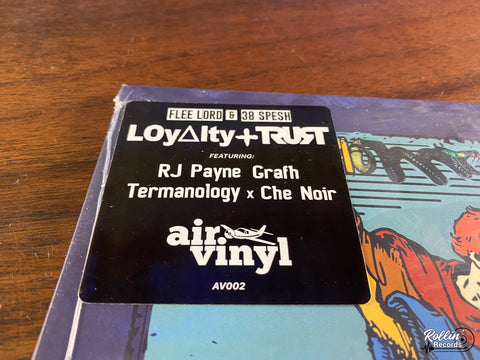 FLEE LORD & 38 SPESH
LOyΔlty+TRUST
FEATURING:
RJ Payne Grafh
Termanology x Che Noir
air
vinyl
AV002
Rollin'
Records